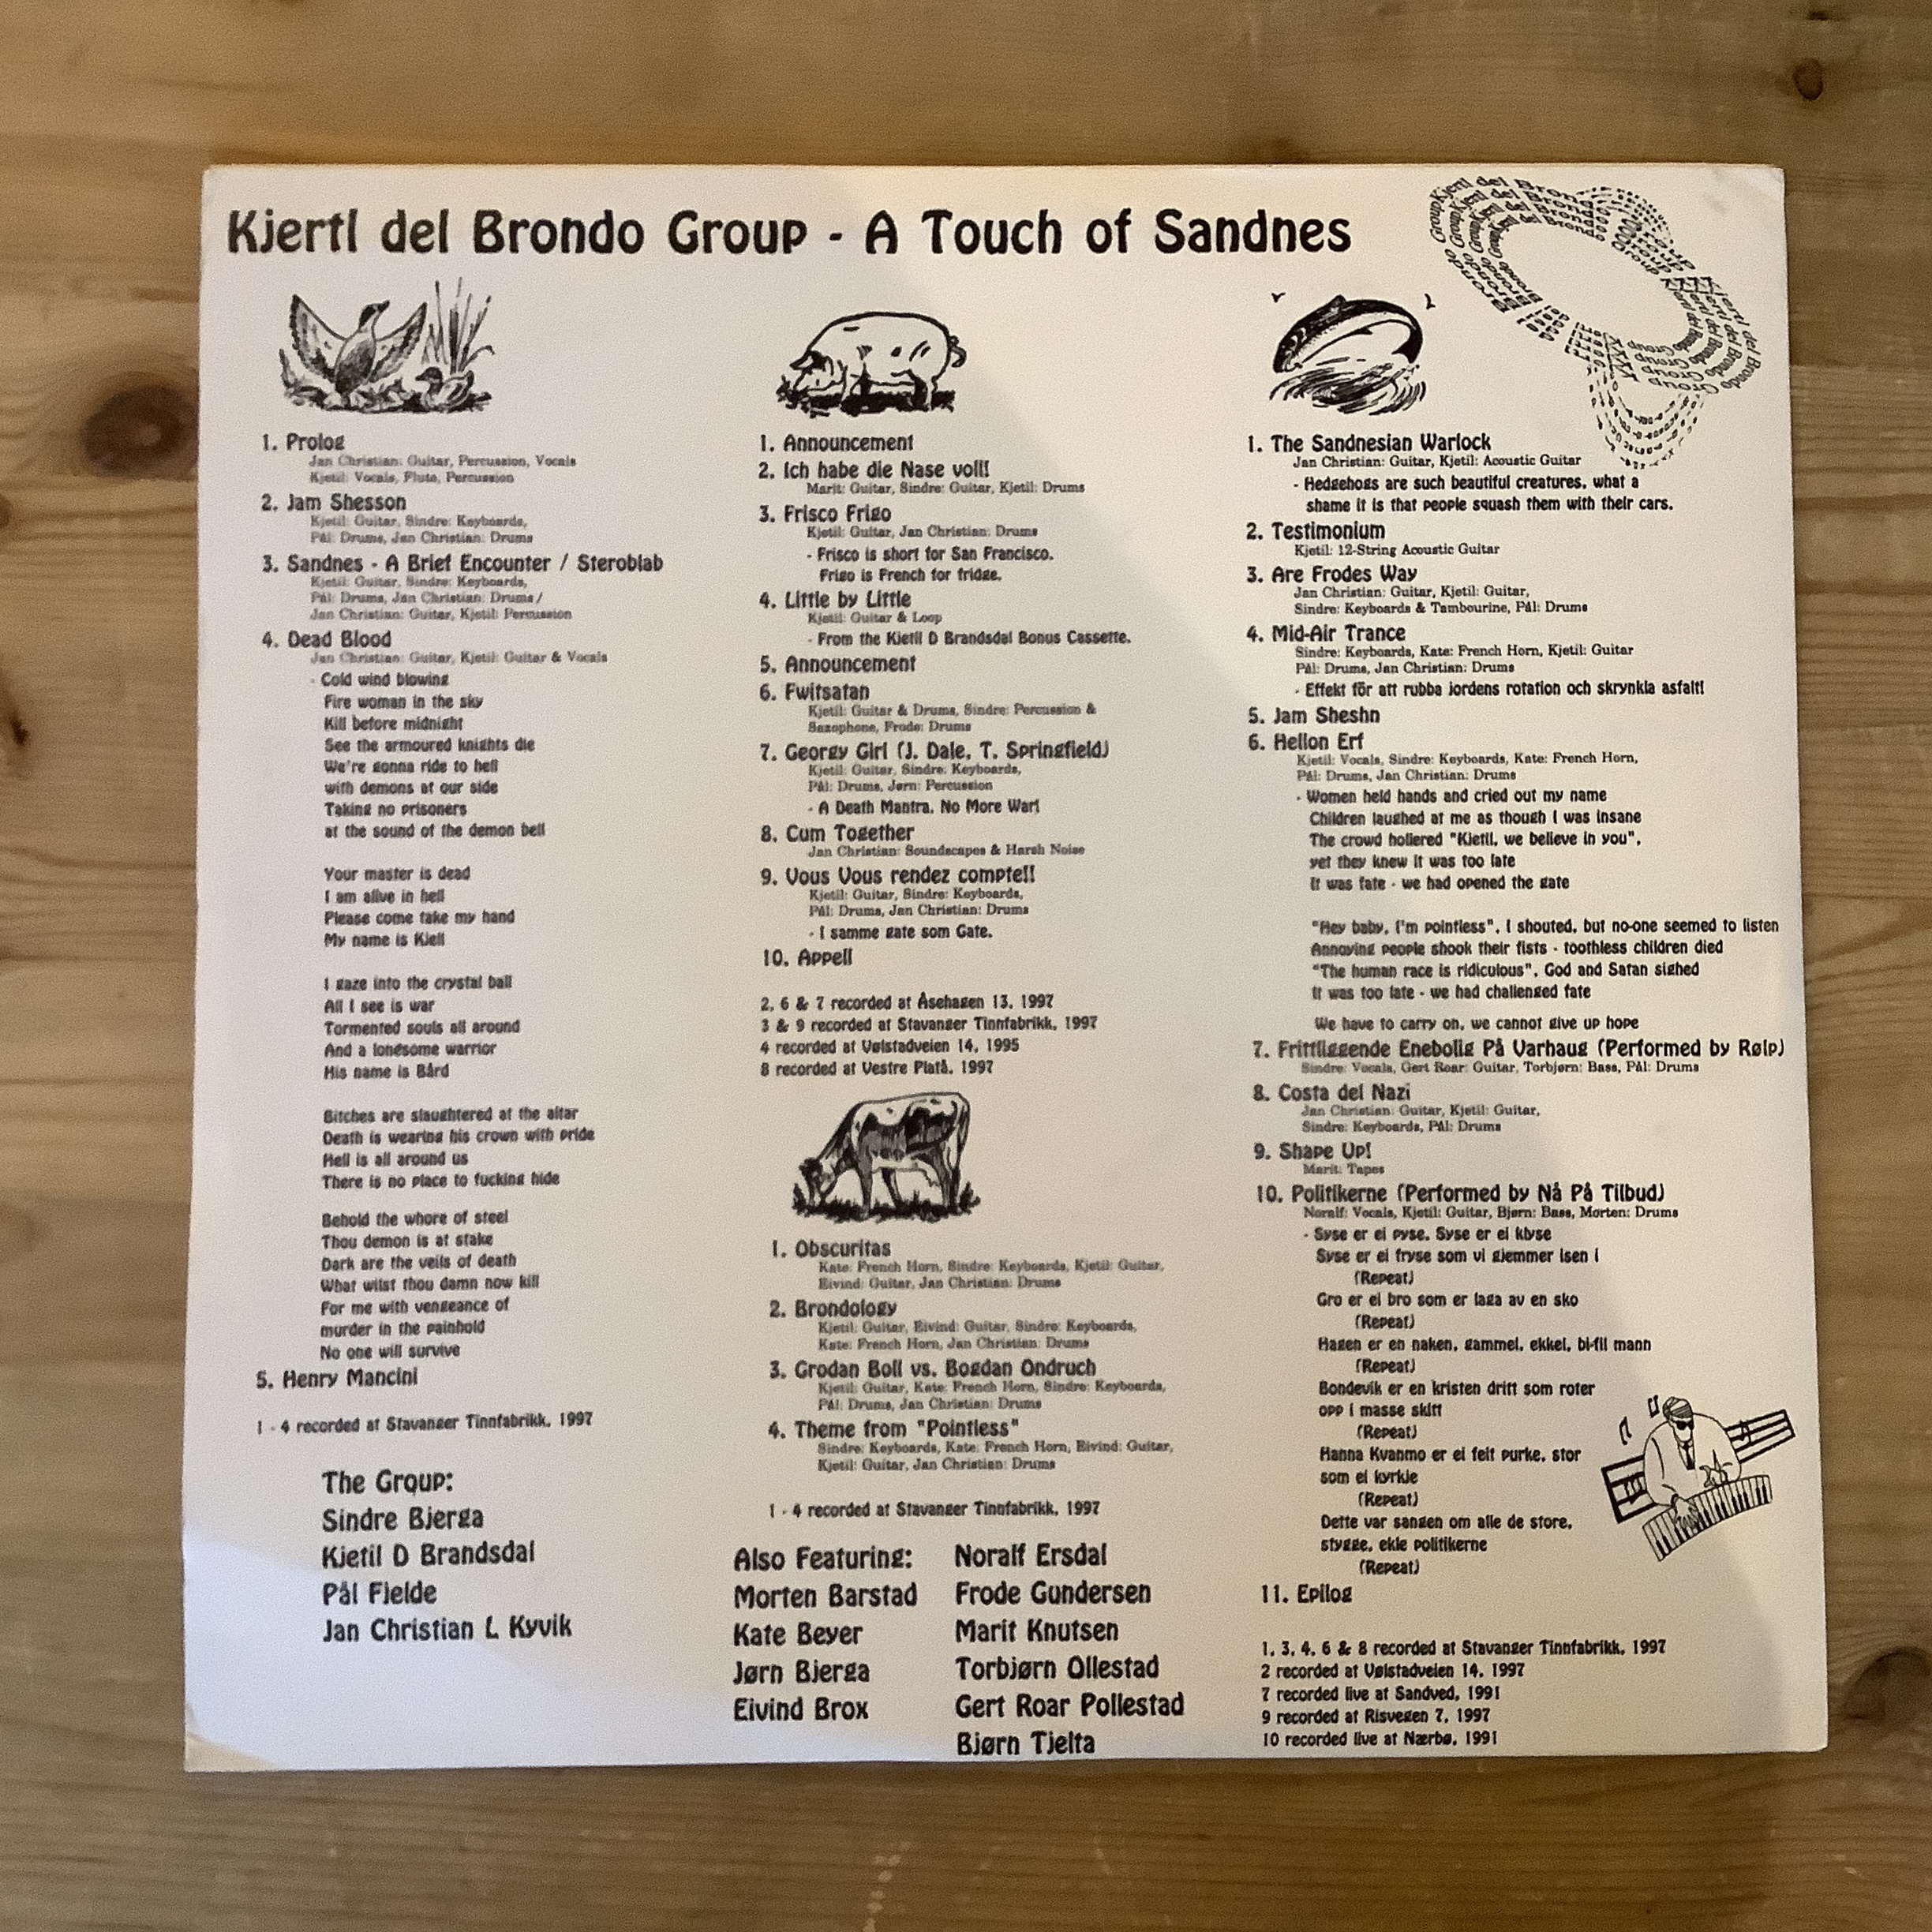 Kjertl del Brondo Group - A Touch of Sandnes
1. Prolog
Jan Christian: Guitar, Percussion, Vocals
Kjetil: Vocals, Flute, Percussion
2. Jam Shesson
Kjetil: Guitar, Sindre: Keyboards,
Pål: Drums, Jan Christian: Drums
3. Sandnes - A Brief Encounter / Steroblab
Kjetil: Guitar, Sindre: Keyboards,
Pål: Drums, Jan Christian: Drums /
Jan Christian: Guitar, Kjetil: Percussion
4. Dead Blood
Jan Christian: Guitar, Kjetil: Guitar & Vocals
- Cold wind blowing
Fire woman in the sky
Kill before midnight
See the armoured knights die
We're gonna ride to hell
with demons at our side
Taking no prisoners
at the sound of the demon bell
Your master is dead
I am alive in hell
Please come take my hand
My name is Kjell
I gaze into the crystal ball
All I see is war
Tormented souls all around
And a lonesome warrior
His name is Bård
Bitches are slaughtered at the altar
Death is wearing his crown with pride
Hell is all around us
There is no place to fucking hide
Behold the whore of steel
Thou demon is at stake
Dark are the veils of death
What wilst thou damn now kill
For me with vengeance of
murder in the painhold
No one will survive
5. Henry Mancini
1 - 4 recorded at Stavanger Tinnfabrikk, 1997
The Group:
Sindre Bjerga
Kjetil D Brandsdal
Pål Fjelde
Jan Christian L Kyvik
1. Announcement
2. Ich habe die Nase voll!
Marit: Guitar, Sindre: Guitar, Kjetil: Drums
3. Frisco Frigo
Kjetil: Guitar, Jan Christian: Drums
- Frisco is short for San Francisco.
Frigo is French for fridge.
4. Little by Little
Kjetil: Guitar & Loop
- From the Kjetil D Brandsdal Bonus Cassette.
5. Announcement
6. Fwitsatan
Kjetil: Guitar & Drums, Sindre: Percussion &
Saxophone, Frode: Drums
7. Georgy Girl (J. Dale, T. Springfield)
Kjetil: Guitar, Sindre: Keyboards,
Pål: Drums, Jørn: Percussion
- A Death Mantra. No More War!
8. Cum Together
Jan Christian: Soundscapes & Harsh Noise
9. Vous Vous rendez compte!!
Kjetil: Guitar, Sindre: Keyboards,
Pål: Drums, Jan Christian: Drums
- I samme gate som Gate.
10. Appell
2, 6 & 7 recorded at Åsehagen 13, 1997
3 & 9 recorded at Stavanger Tinnfabrikk, 1997
4 recorded at Vølstadveien 14, 1995
8 recorded at Vestre Platå, 1997
1. Obscuritas
Kate: French Horn, Sindre: Keyboards, Kjetil: Guitar,
Eivind: Guitar, Jan Christian: Drums
2. Brondology
Kjetil: Guitar, Eivind: Guitar, Sindre: Keyboards,
Kate: French Horn, Jan Christian: Drums
3. Grodan Boll vs. Bogdan Ondruch
Kjetil: Guitar, Kate: French Horn, Sindre: Keyboards,
Pål: Drums, Jan Christian: Drums
4. Theme from "Pointless"
Sindre: Keyboards, Kate: French Horn, Eivind: Guitar,
Kjetil: Guitar, Jan Christian: Drums
1 - 4 recorded at Stavanger Tinnfabrikk, 1997
Also Featuring:
Morten Barstad
Kate Beyer
Jørn Bjerga
Eivind Brox
Noralf Ersdal
Frode Gundersen
Marit Knutsen
Torbjørn Ollestad
Gert Roar Pollestad
Bjørn Tjelta
1. The Sandnesian Warlock
Jan Christian: Guitar, Kjetil: Acoustic Guitar
- Hedgehogs are such beautiful creatures, what a
shame it is that people squash them with their cars.
2. Testimonium
Kjetil: 12-String Acoustic Guitar
3. Are Frodes Way
Jan Christian: Guitar, Kjetil: Guitar,
Sindre: Keyboards & Tambourine, Pål: Drums
4. Mid-Air Trance
Sindre: Keyboards, Kate: French Horn, Kjetil: Guitar
Pål: Drums, Jan Christian: Drums
- Effekt för att rubba jordens rotation och skrynkla asfalt!
5. Jam Sheshn
6. Hellon Erf
Kjetil: Vocals, Sindre: Keyboards, Kate: French Horn,
Pål: Drums, Jan Christian: Drums
- Women held hands and cried out my name
Children laughed at me as though I was insane
The crowd hollered "Kjetil, we believe in you",
yet they knew it was too late
It was fate - we had opened the gate
"Hey baby, I'm pointless", I shouted, but no-one seemed to listen
Annoying people shook their fists - toothless children died
"The human race is ridiculous", God and Satan sighed
It was too late - we had challenged fate
We have to carry on, we cannot give up hope
7. Frittliggende Enebolig På Varhaug (Performed by Rølp)
Sindre: Vocals, Gert Roar: Guitar, Torbjørn: Bass, Pål: Drums
8. Costa del Nazi
Jan Christian: Guitar, Kjetil: Guitar,
Sindre: Keyboards, Pål: Drums
9. Shape Up!
Marit: Tapes
10. Politikerne (Performed by Nå På Tilbud)
Noralf: Vocals, Kjetil: Guitar, Bjørn: Bass, Morten: Drums
- Syse er ei pyse, Syse er ei klyse
Syse er ei fryse som vi gjemmer isen i
(Repeat)
Gro er ei bro som er laga av en sko
(Repeat)
Hagen er en naken, gammel, ekkel, bi-fil mann
(Repeat)
Bondevik er en kristen dritt som roter
opp i masse skitt
(Repeat)
Hanna Kvanmo er ei feit purke, stor
som ei kyrkje
(Repeat)
Dette var sangen om alle de store,
stygge, ekle politikerne
(Repeat)
11. Epilog
1, 3, 4, 6 & 8 recorded at Stavanger Tinnfabrikk, 1997
2 recorded at Vølstadveien 14, 1997
7 recorded live at Sandved, 1991
9 recorded at Risvegen 7, 1997
10 recorded live at Nærbø, 1991